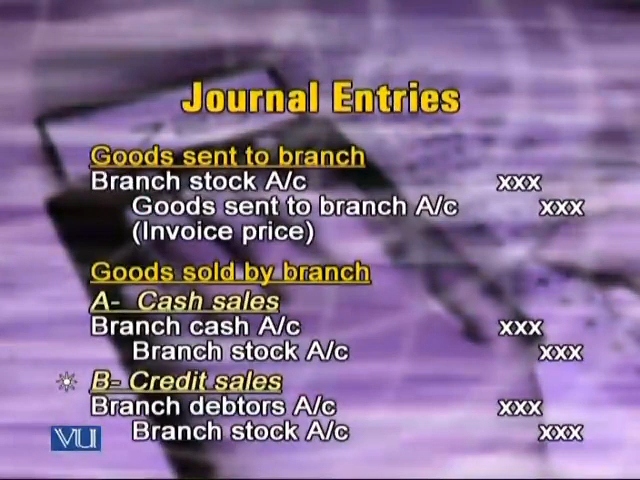 Journal Entries
Goods sent to branch
Branch stock A/c xxx
Goods sent to branch A/c xxx
(Invoice price)
Goods sold by branch
A- Cash sales
Branch cash A/c xxx
Branch stock A/c xxx
B- Credit sales
Branch debtors A/c xxx
VU Branch stock A/c xxx